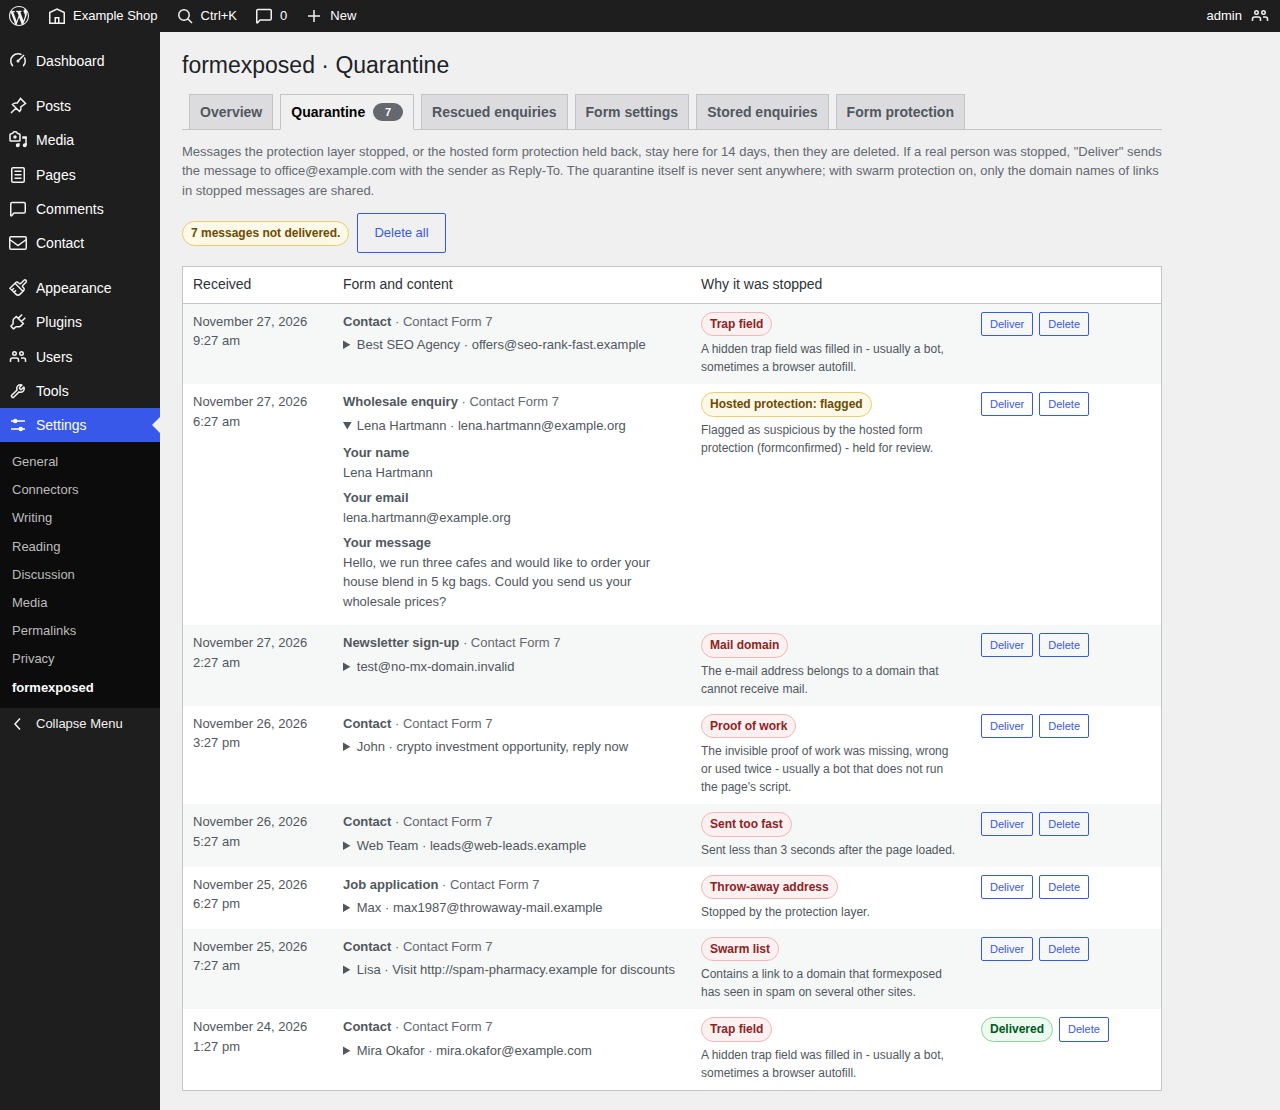 Example Shop
Ctrl+K
0
New
admin
Dashboard
Posts
Media
Pages
Comments
Contact
Appearance
Plugins
Users
Tools
Settings
General
Connectors
Writing
Reading
Discussion
Media
Permalinks
Privacy
formexposed
Collapse Menu
formexposed · Quarantine
Overview
Quarantine 7
Rescued enquiries
Form settings
Stored enquiries
Form protection
Messages the protection layer stopped, or the hosted form protection held back, stay here for 14 days, then they are deleted. If a real person was stopped, "Deliver" sends
the message to office@example.com with the sender as Reply-To. The quarantine itself is never sent anywhere; with swarm protection on, only the domain names of links
in stopped messages are shared.
7 messages not delivered.
Delete all
Received
Form and content
Why it was stopped
November 27, 2026
9:27 am
Contact · Contact Form 7
Best SEO Agency · offers@seo-rank-fast.example
Trap field
A hidden trap field was filled in - usually a bot,
sometimes a browser autofill.
Deliver
Delete
November 27, 2026
6:27 am
Wholesale enquiry · Contact Form 7
Lena Hartmann · lena.hartmann@example.org
Your name
Lena Hartmann
Your email
lena.hartmann@example.org
Your message
Hello, we run three cafes and would like to order your
house blend in 5 kg bags. Could you send us your
wholesale prices?
Hosted protection: flagged
Flagged as suspicious by the hosted form
protection (formconfirmed) - held for review.
Deliver
Delete
November 27, 2026
2:27 am
Newsletter sign-up · Contact Form 7
test@no-mx-domain.invalid
Mail domain
The e-mail address belongs to a domain that
cannot receive mail.
Deliver
Delete
November 26, 2026
3:27 pm
Contact · Contact Form 7
John · crypto investment opportunity, reply now
Proof of work
The invisible proof of work was missing, wrong
or used twice - usually a bot that does not run
the page's script.
Deliver
Delete
November 26, 2026
5:27 am
Contact · Contact Form 7
Web Team · leads@web-leads.example
Sent too fast
Sent less than 3 seconds after the page loaded.
Deliver
Delete
November 25, 2026
6:27 pm
Job application · Contact Form 7
Max · max1987@throwaway-mail.example
Throw-away address
Stopped by the protection layer.
Deliver
Delete
November 25, 2026
7:27 am
Contact · Contact Form 7
Lisa · Visit http://spam-pharmacy.example for discounts
Swarm list
Contains a link to a domain that formexposed
has seen in spam on several other sites.
Deliver
Delete
November 24, 2026
1:27 pm
Contact · Contact Form 7
Mira Okafor · mira.okafor@example.com
Trap field
A hidden trap field was filled in - usually a bot,
sometimes a browser autofill.
Delivered
Delete